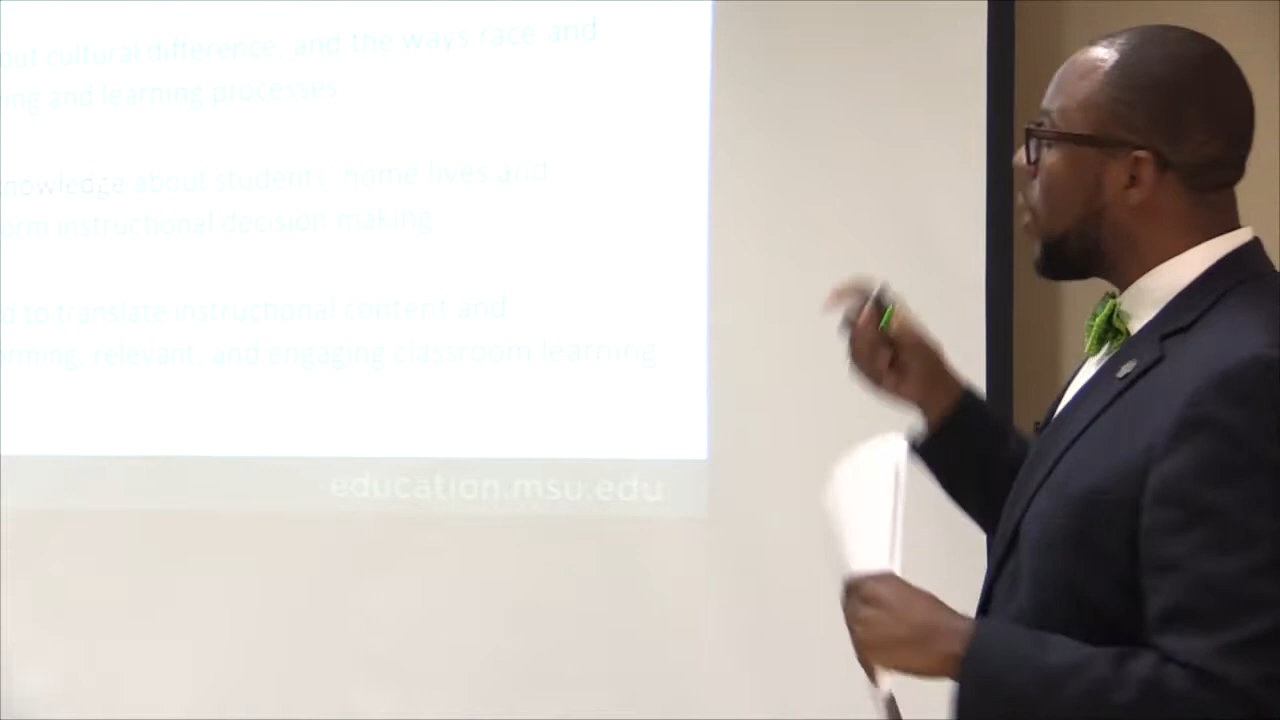 out cultural difference, and the ways race and
ing and learning processes
nowledge about students' home lives and
orm instructional decision making
d to translate instructional content and
rming, relevant, and engaging classroom learning
education.msu.edu